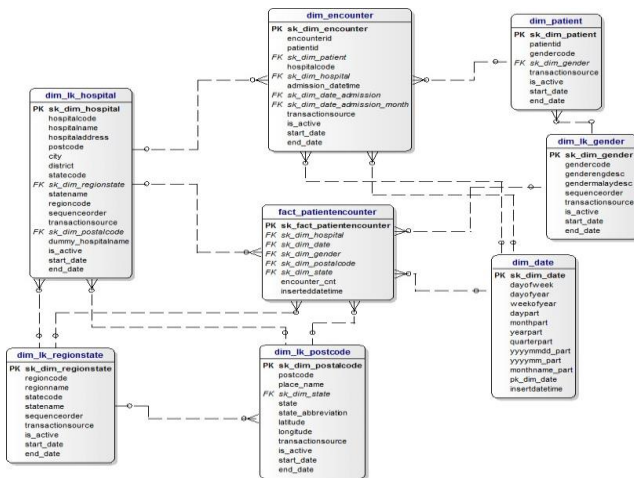 dim_encounter
PK sk_dim_encounter
encounterid
patientid
FK sk_dim_patient
hospitalcode
FK sk_dim_hospital
admission_datetime
FK sk_dim_date_admission
FK sk_dim_date_admission_month
transactionsource
is_active
start_date
end_date
dim_patient
PK sk_dim_patient
patientid
gendercode
FK sk_dim_gender
transactionsource
is_active
start_date
end_date
dim_lk_hospital
PK sk_dim_hospital
hospitalcode
hospitalname
hospitaladdress
postcode
city
district
statecode
FK sk_dim_regionstate
statename
regioncode
sequenceorder
transactionsource
FK sk_dim_postalcode
dummy_hospitalname
is_active
start_date
end_date
dim_lk_gender
PK sk_dim_gender
gendercode
genderengdesc
gendermalaydesc
sequenceorder
transactionsource
is_active
start_date
end_date
fact_patientencounter
PK sk_fact_patientencounter
FK sk_dim_hospital
FK sk_dim_date
FK sk_dim_gender
FK sk_dim_postalcode
FK sk_dim_state
encounter_cnt
inserteddatetime
dim_date
PK sk_dim_date
dayofweek
dayofyear
weekofyear
daypart
monthpart
yearpart
quarterpart
yyyymmdd_part
yyyymm_part
monthname_part
pk_dim_date
insertdatetime
dim_lk_regionstate
PK sk_dim_regionstate
regioncode
regionname
statecode
statename
sequenceorder
transactionsource
is_active
start_date
end_date
dim_lk_postcode
PK sk_dim_postalcode
postcode
place_name
FK sk_dim_state
state
state_abbreviation
latitude
longitude
transactionsource
is_active
start_date
end_date